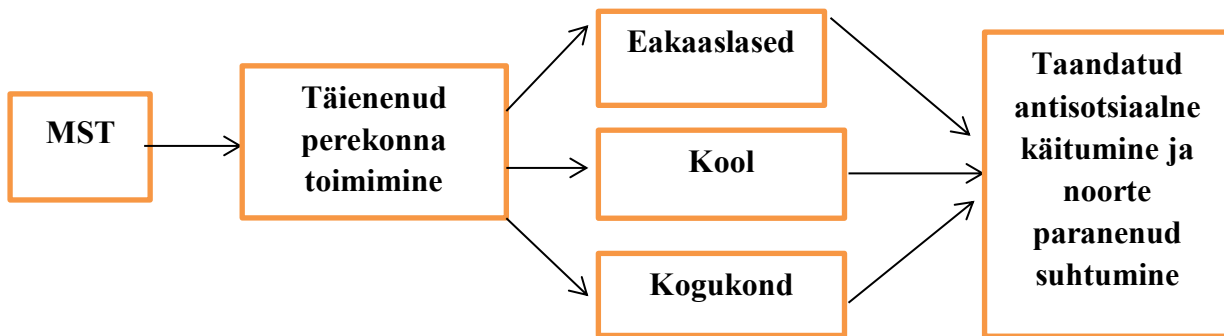 MST
Täienenud
perekonna
toimimine
Eakaaslased
Kool
Kogukond
Taandatud
antisotsiaalne
käitumine ja
noorte
paranenud
suhtumine